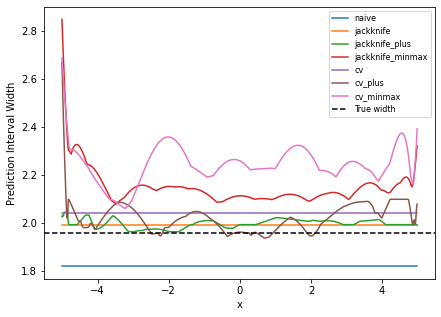 naive
jackknife
jackknife_plus
jackknife_minmax
cv
cv_plus
cv_minmax
True width
Prediction Interval Width
2.8
2.6
2.4
2.2
2.0
1.8
−4 −2 0 2 4
x